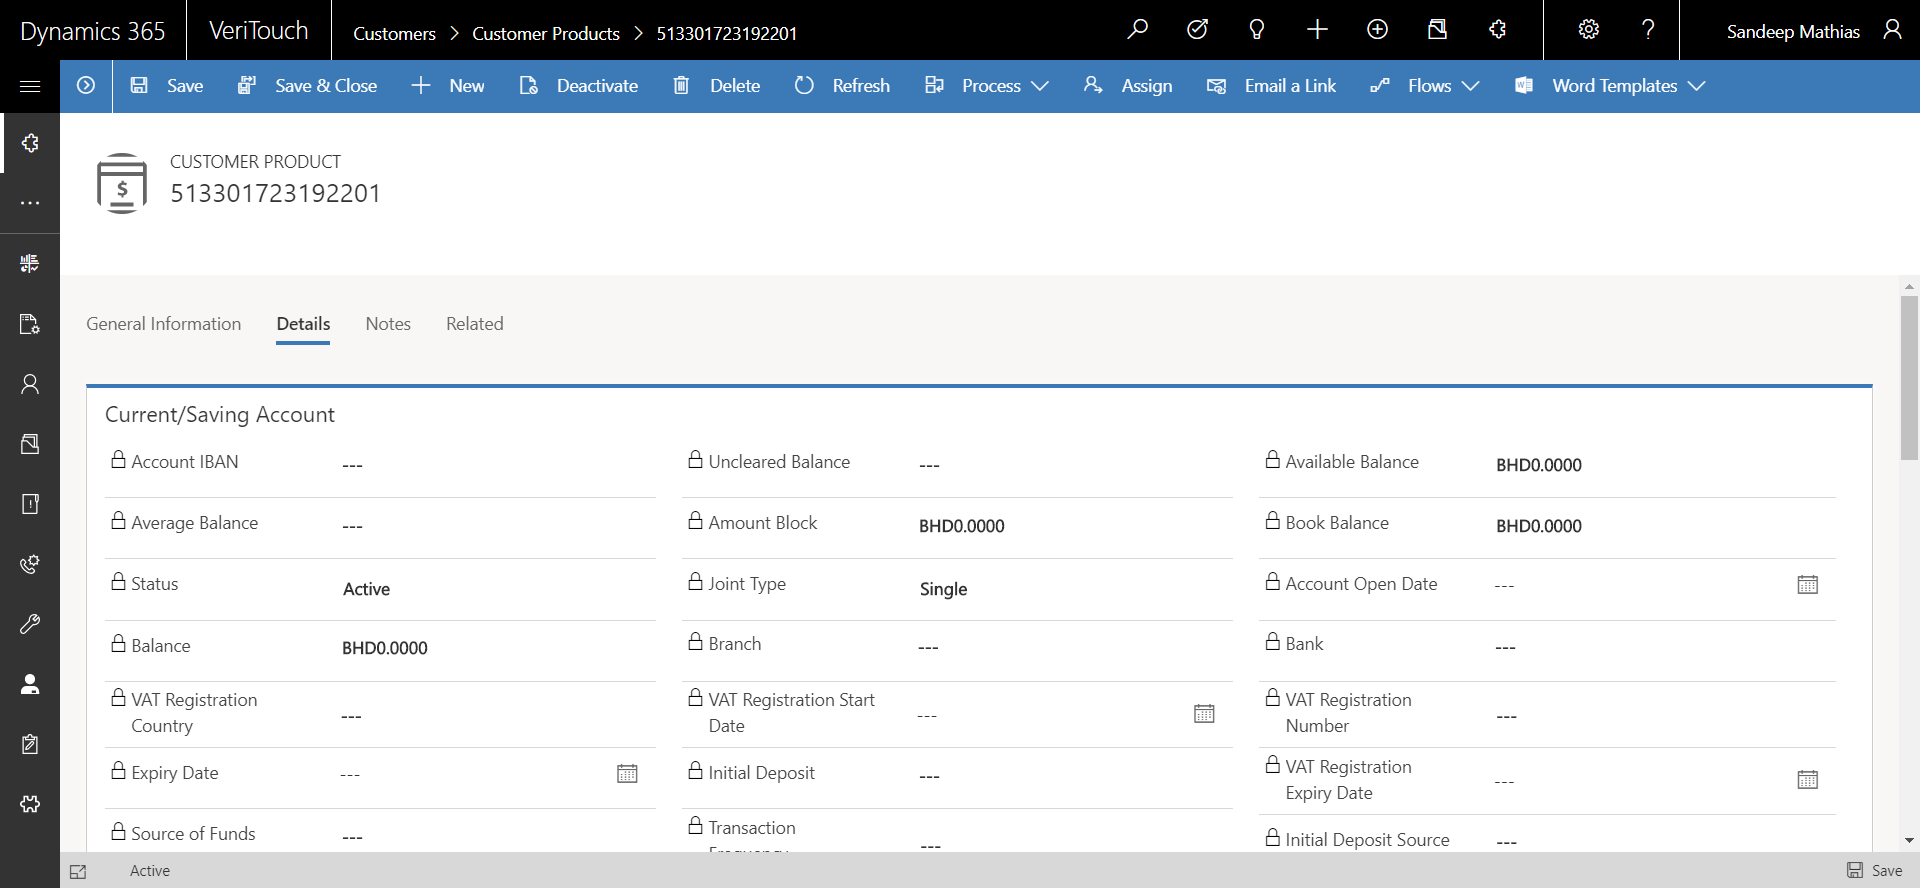 Dynamics 365 VeriTouch Customers > Customer Products > 513301723192201 ? Sandeep Mathias
Save Save & Close New Deactivate Delete Refresh Process Assign Email a Link Flows Word Templates
CUSTOMER PRODUCT
513301723192201
General Information Details Notes Related
Current/Saving Account
Account IBAN --- Uncleared Balance --- Available Balance BHD0.0000
Average Balance --- Amount Block BHD0.0000 Book Balance BHD0.0000
Status Active Joint Type Single Account Open Date ---
Balance BHD0.0000 Branch --- Bank ---
VAT Registration Country --- VAT Registration Start Date --- VAT Registration Number ---
Expiry Date --- Initial Deposit --- VAT Registration Expiry Date ---
Source of Funds --- Transaction Frequency --- Initial Deposit Source ---
Active Save